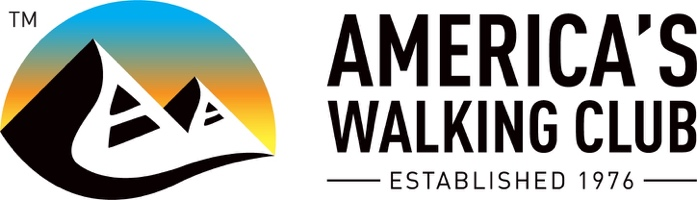 TM
AMERICA'S
WALKING CLUB
ESTABLISHED 1976